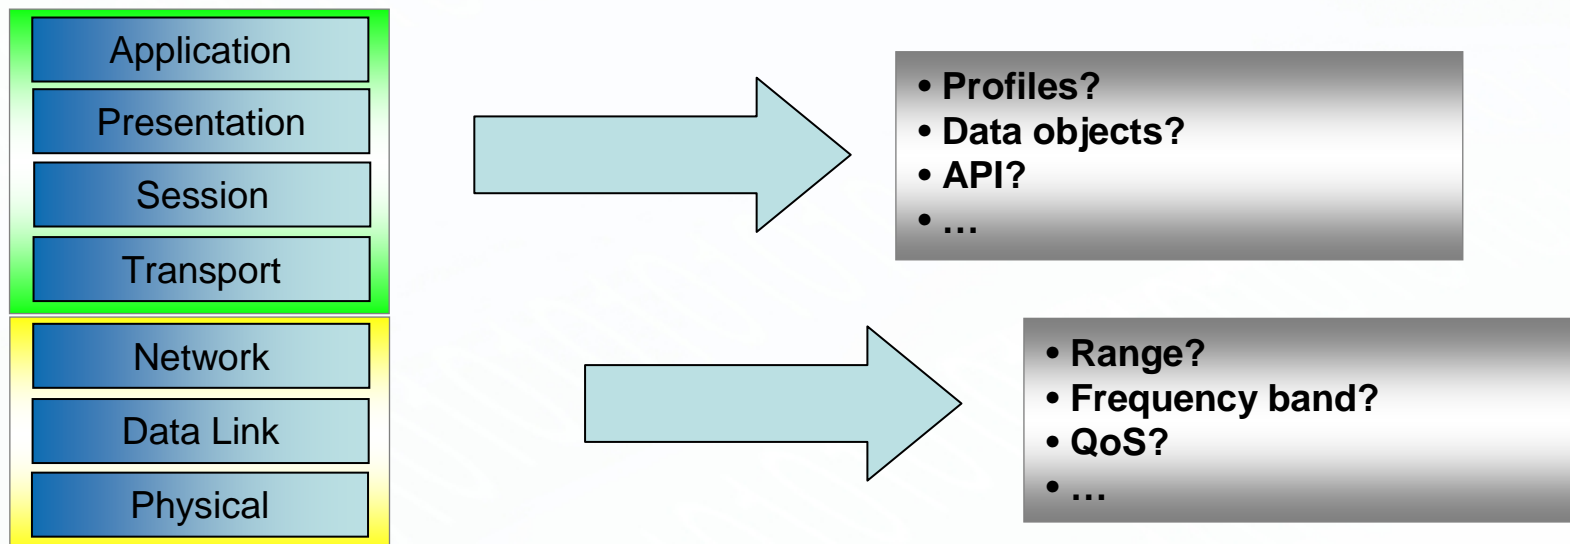 Application
Presentation
Session
Transport
• Profiles?
• Data objects?
• API?
• ...
Network
Data Link
Physical
• Range?
• Frequency band?
• QoS?
• ...